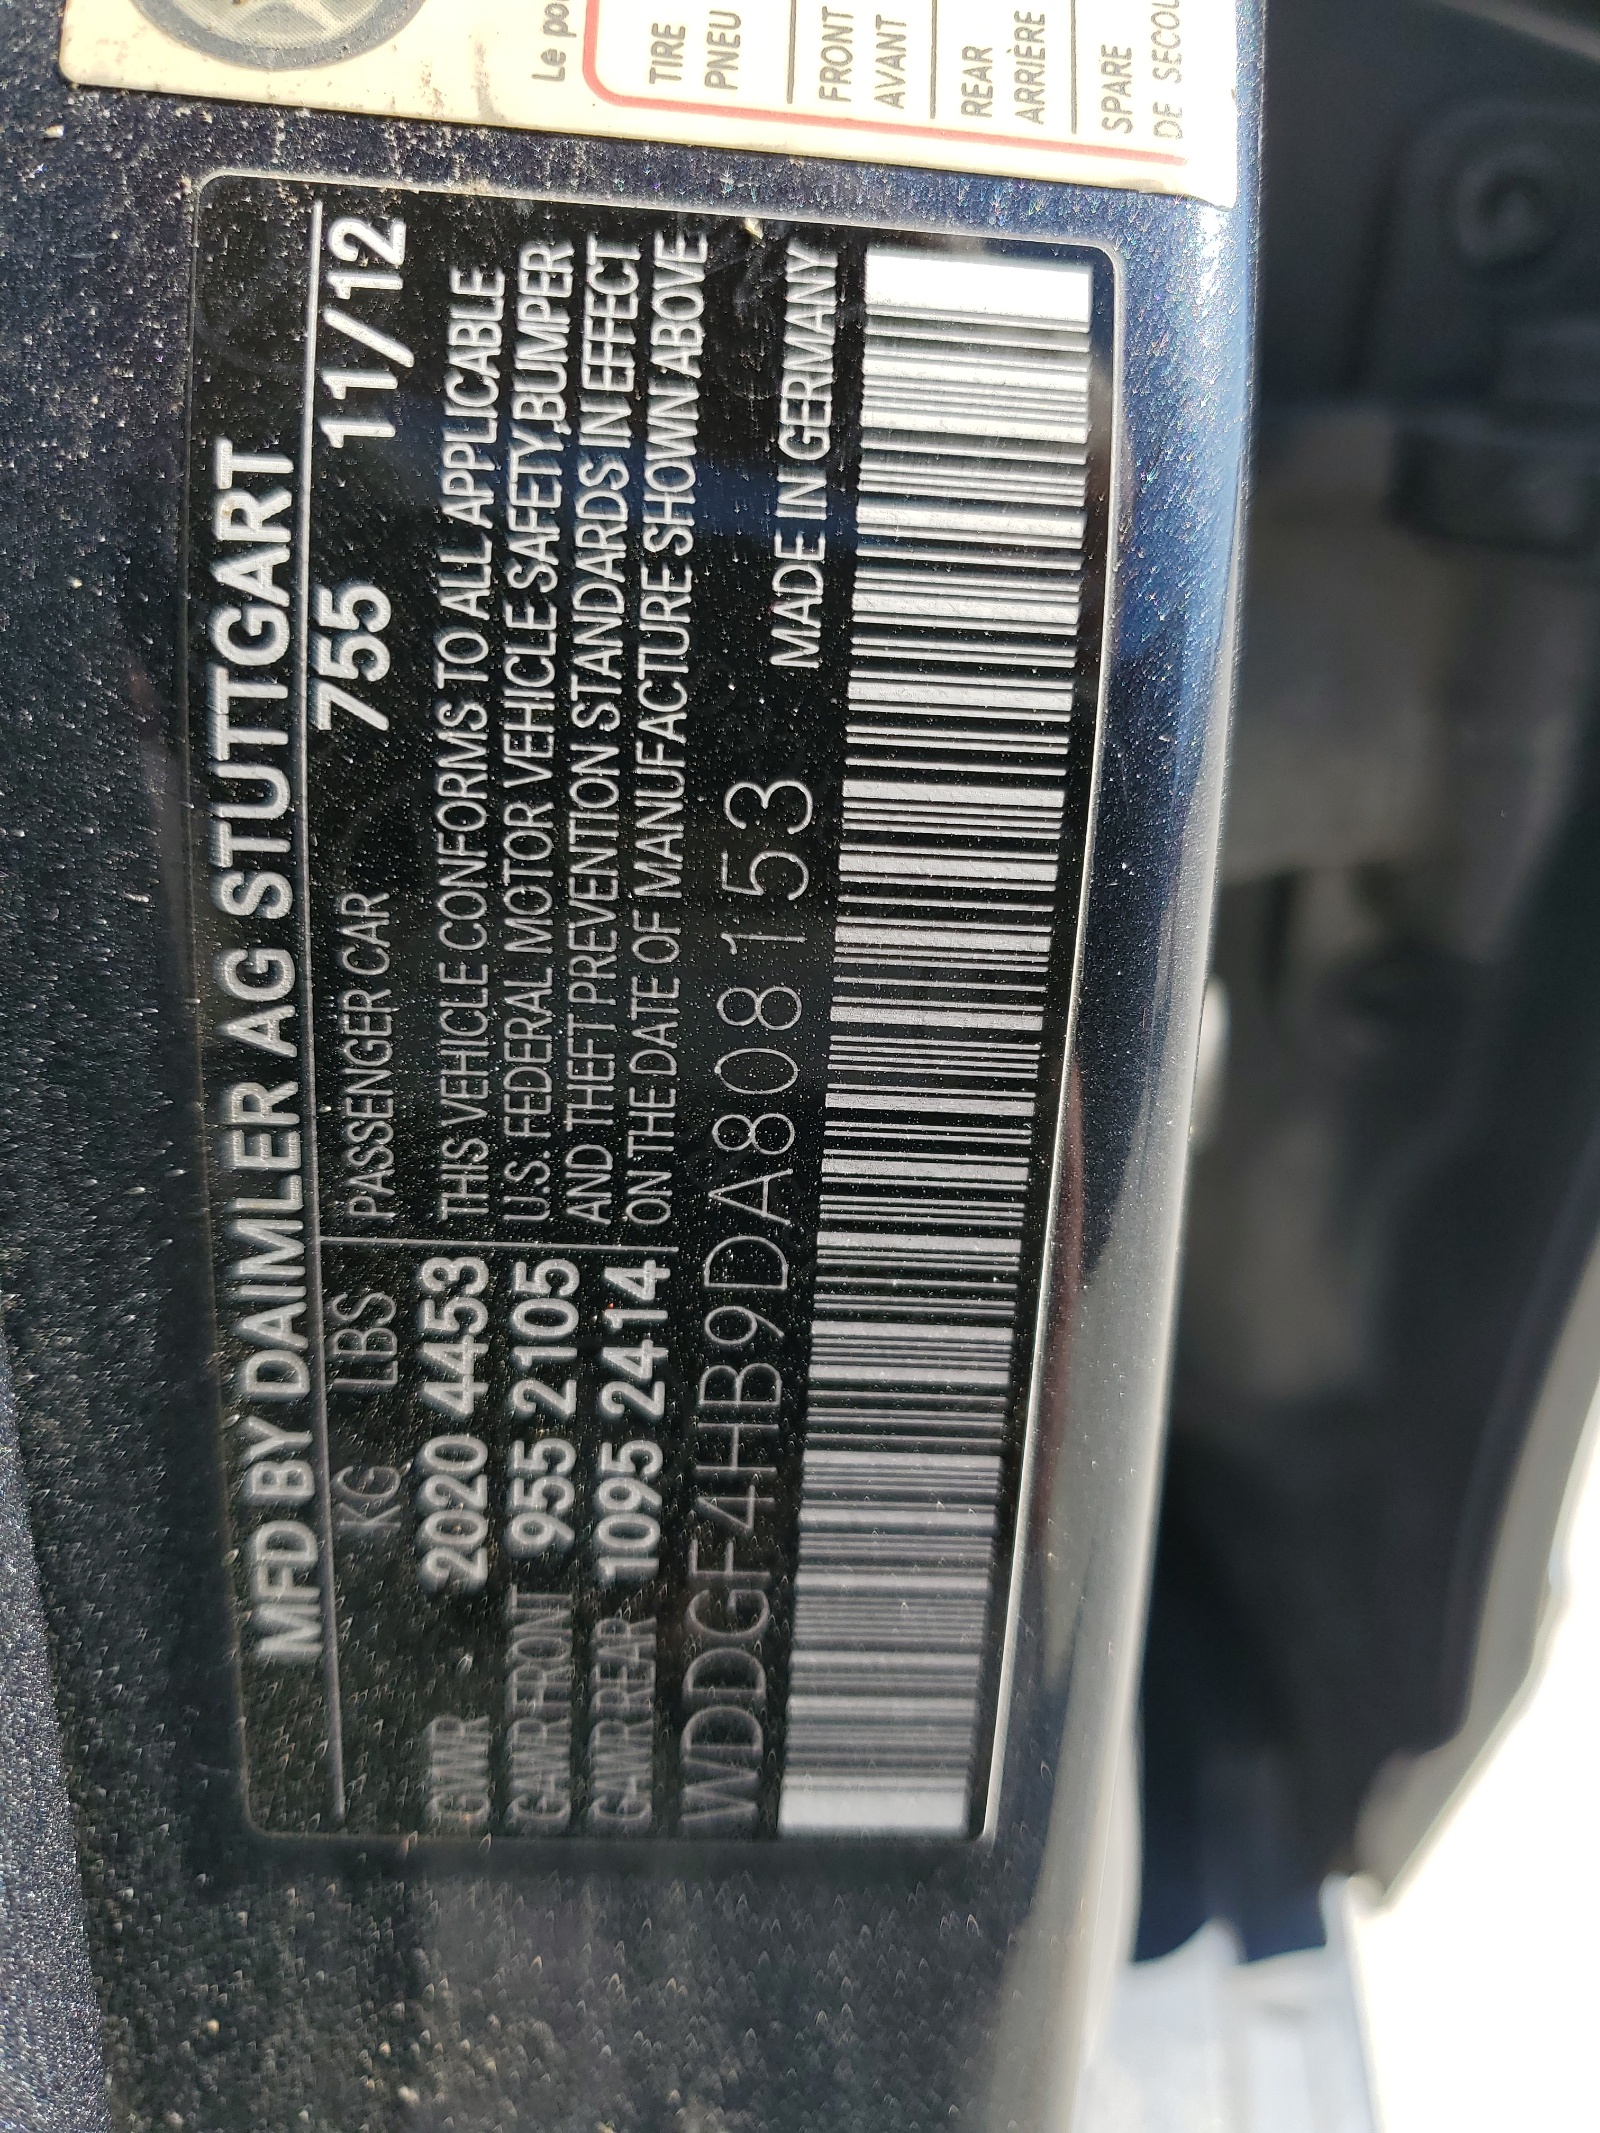 Le
TIRE
PNEU
FRONT
AVANT
REAR
ARRIÈRE
SPARE
DE
MFD BY DAIMLER AG STUTTGART
KG LBS PASSENGER CAR 755 11/12
GVWR 2020 4453 THIS VEHICLE CONFORMS TO ALL APPLICABLE
GAWR FRONT 955 2105 U.S. FEDERAL MOTOR VEHICLE SAFETY,BUMPER
GAWR REAR 1095 2414 AND THEFT PREVENTION STANDARDS IN EFFECT
ON THE DATE OF MANUFACTURE SHOWN ABOVE
WDDGF4HB9DA808153 MADE IN GERMANY